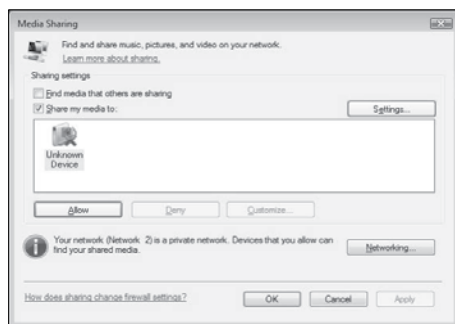 Media Sharing
Find and share music, pictures, and video on your network.
Learn more about sharing.
Sharing settings
Find media that others are sharing
Share my media to:
Settings...
Unknown
Device
Allow
Deny
Customize...
Your network (Network 2) is a private network. Devices that you allow can
find your shared media.
Networking...
How does sharing change firewall settings?
OK
Cancel
Apply